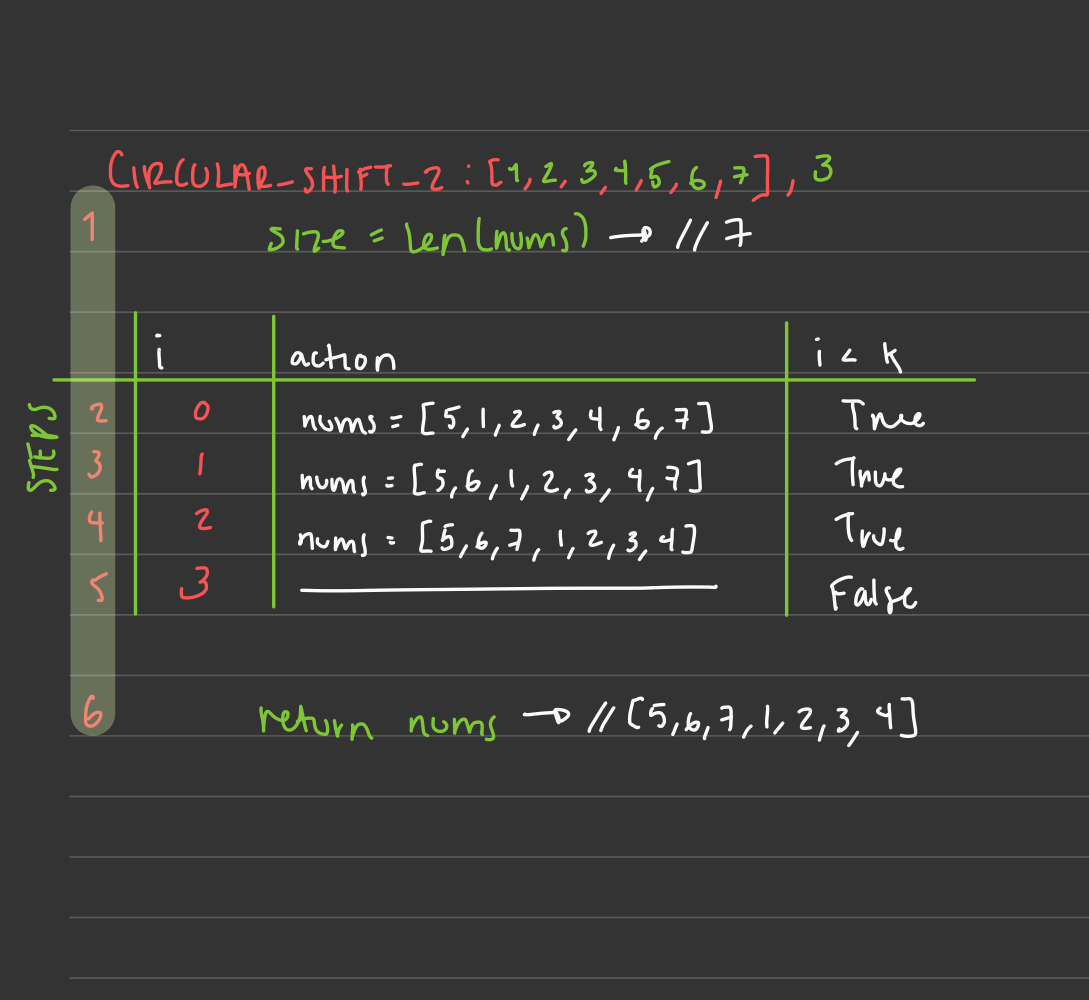 CIRCULAR_SHIFT_2 : [1, 2, 3, 4, 5, 6, 7], 3
1 size = len(nums) → // 7
i action i < k
STEPS
2 0 nums = [5, 1, 2, 3, 4, 6, 7] True
3 1 nums = [5, 6, 1, 2, 3, 4, 7] True
4 2 nums = [5, 6, 7, 1, 2, 3, 4] True
5 3 False
6 return nums → // [5, 6, 7, 1, 2, 3, 4]